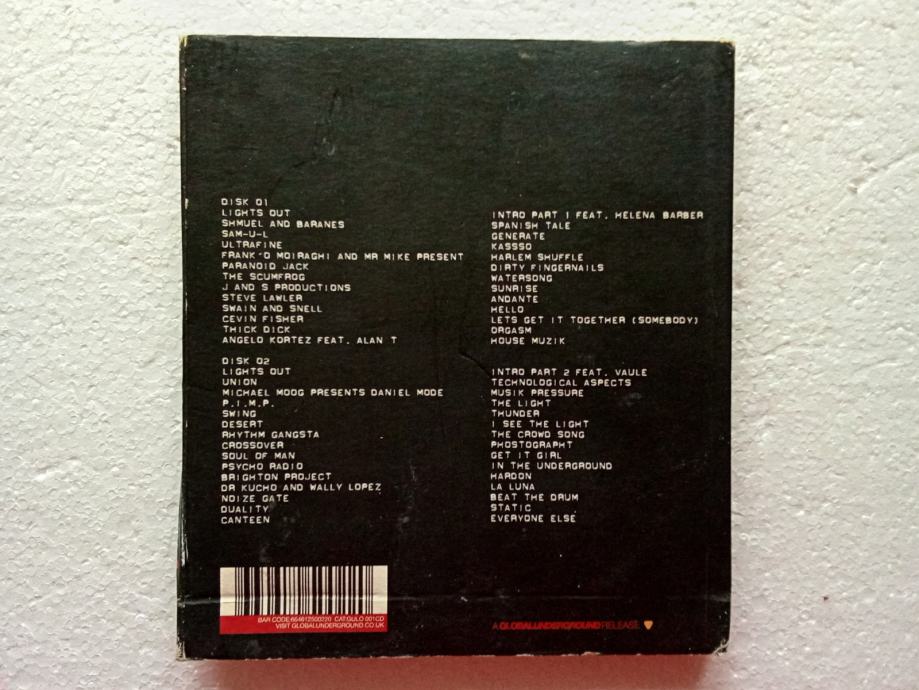 DISK 01
LIGHTS OUT INTRO PART 1 FEAT. HELENA BARBER
SHMUEL AND BARANES SPANISH TALE
SAM-U-L GENERATE
ULTRAFINE KASSSO
FRANK'O MOIRAGHI AND MR MIKE PRESENT HARLEM SHUFFLE
PARANOID JACK DIRTY FINGERNAILS
THE SCUMFROG WATERSONG
J AND S PRODUCTIONS SUNRISE
STEVE LAWLER ANDANTE
SWAIN AND SNELL HELLO
CEVIN FISHER LETS GET IT TOGETHER (SOMEBODY)
THICK DICK ORGASM
ANGELO KORTEZ FEAT. ALAN T HOUSE MUZIK
DISK 02
LIGHTS OUT INTRO PART 2 FEAT. VAULE
UNION TECHNOLOGICAL ASPECTS
MICHAEL MOOG PRESENTS DANIEL MODE MUSIK PRESSURE
P.I.M.P. THE LIGHT
SWING THUNDER
DESERT I SEE THE LIGHT
RHYTHM GANGSTA THE CROWD SONG
CROSSOVER PHOSTOGRAPHT
SOUL OF MAN GET IT GIRL
PSYCHO RADIO IN THE UNDERGROUND
BRIGHTON PROJECT HARDON
DR KUCHO AND WALLY LOPEZ LA LUNA
NOIZE GATE BEAT THE DRUM
DUALITY STATIC
CANTEEN EVERYONE ELSE
BAR CODE:664612500220 CAT:GULO 001CD
VISIT GLOBALUNDERGROUND.CO.UK
A GLOBALUNDERGROUND RELEASE.